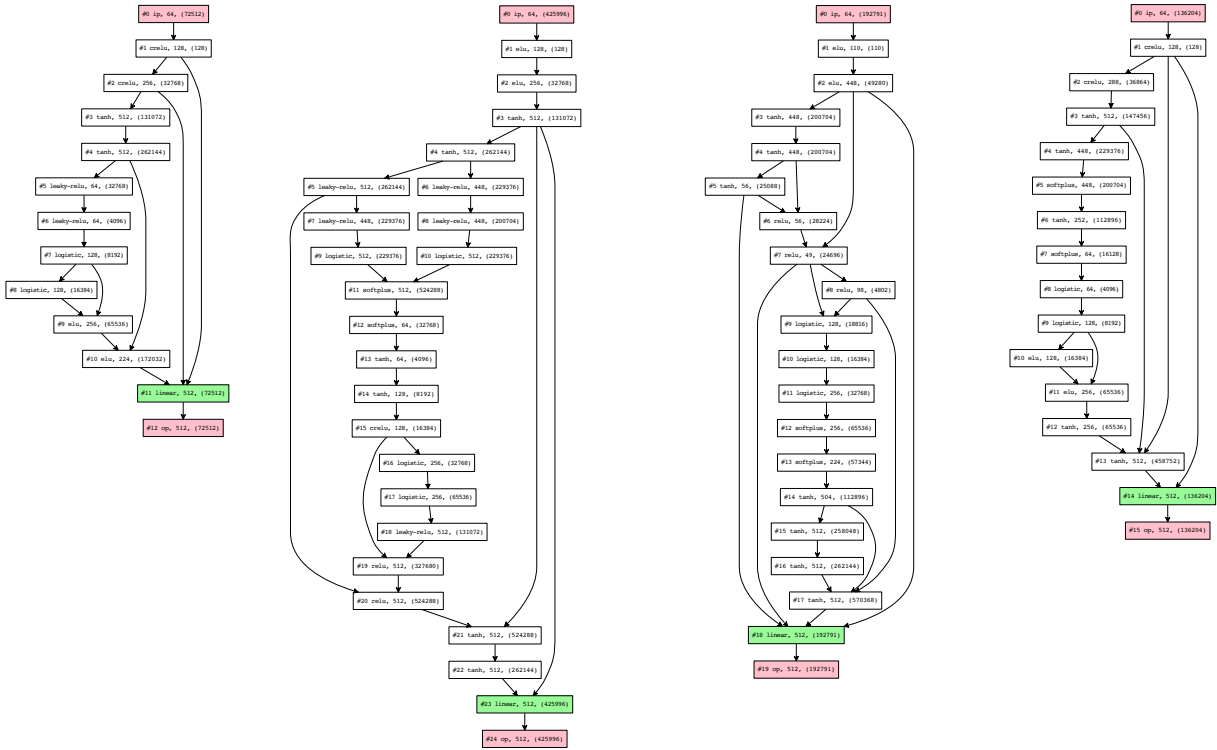 #0 ip, 64, (72512)
#1 crelu, 128, (128)
#2 crelu, 256, (32768)
#3 tanh, 512, (131072)
#4 tanh, 512, (262144)
#5 leaky-relu, 64, (32768)
#6 leaky-relu, 64, (4096)
#7 logistic, 128, (8192)
#8 logistic, 128, (16384)
#9 elu, 256, (65536)
#10 elu, 224, (172032)
#11 linear, 512, (72512)
#12 op, 512, (72512)
#0 ip, 64, (425996)
#1 elu, 128, (128)
#2 elu, 256, (32768)
#3 tanh, 512, (131072)
#4 tanh, 512, (262144)
#5 leaky-relu, 512, (262144)
#6 leaky-relu, 448, (229376)
#7 leaky-relu, 448, (229376)
#8 leaky-relu, 448, (200704)
#9 logistic, 512, (229376)
#10 logistic, 512, (229376)
#11 softplus, 512, (524288)
#12 softplus, 64, (32768)
#13 tanh, 64, (4096)
#14 tanh, 128, (8192)
#15 crelu, 128, (16384)
#16 logistic, 256, (32768)
#17 logistic, 256, (65536)
#18 leaky-relu, 512, (131072)
#19 relu, 512, (327680)
#20 relu, 512, (524288)
#21 tanh, 512, (524288)
#22 tanh, 512, (262144)
#23 linear, 512, (425996)
#24 op, 512, (425996)
#0 ip, 64, (192791)
#1 elu, 110, (110)
#2 elu, 448, (49280)
#3 tanh, 448, (200704)
#4 tanh, 448, (200704)
#5 tanh, 56, (25088)
#6 relu, 56, (28224)
#7 relu, 49, (24696)
#8 relu, 98, (4802)
#9 logistic, 128, (18816)
#10 logistic, 128, (16384)
#11 logistic, 256, (32768)
#12 softplus, 256, (65536)
#13 softplus, 224, (57344)
#14 tanh, 504, (112896)
#15 tanh, 512, (258048)
#16 tanh, 512, (262144)
#17 tanh, 512, (570368)
#18 linear, 512, (192791)
#19 op, 512, (192791)
#0 ip, 64, (136204)
#1 crelu, 128, (128)
#2 crelu, 288, (36864)
#3 tanh, 512, (147456)
#4 tanh, 448, (229376)
#5 softplus, 448, (200704)
#6 tanh, 252, (112896)
#7 softplus, 64, (16128)
#8 logistic, 64, (4096)
#9 logistic, 128, (8192)
#10 elu, 128, (16384)
#11 elu, 256, (65536)
#12 tanh, 256, (65536)
#13 tanh, 512, (458752)
#14 linear, 512, (136204)
#15 op, 512, (136204)